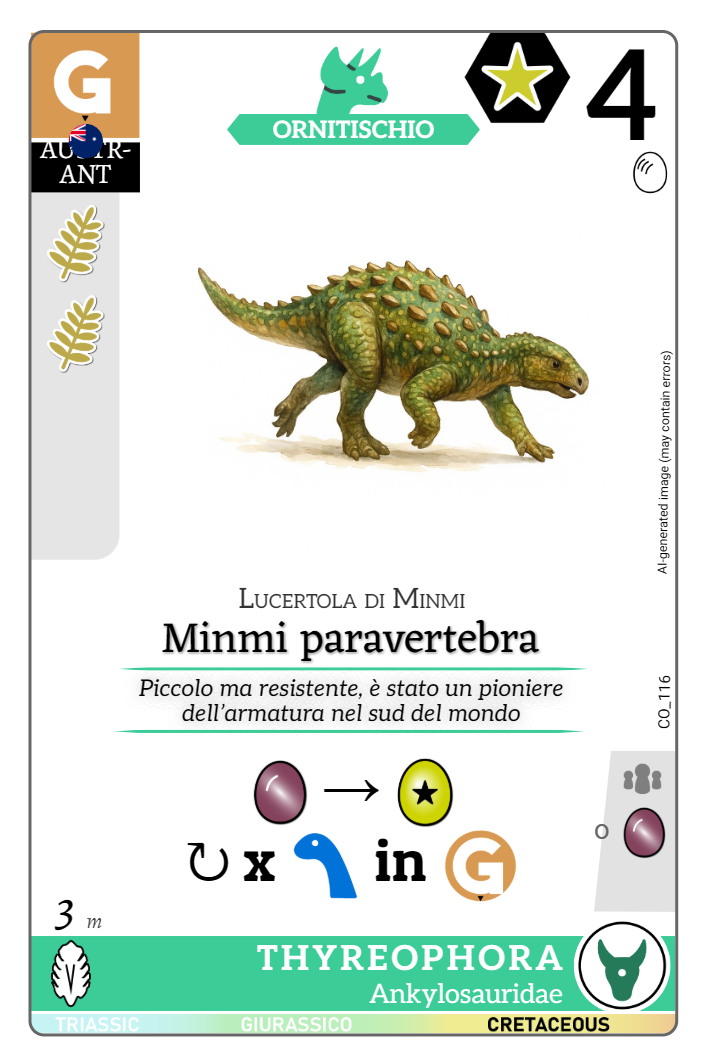 G
AUSTR-
ANT
ORNITISCHIO
4
AI-generated image (may contain errors)
LUCERTOLA DI MINMI
Minmi paravertebra
Piccolo ma resistente, è stato un pioniere
dell'armatura nel sud del mondo
CO_116
→
↻ x in G
o
3 m
THYREOPHORA
Ankylosauridae
TRIASSIC GIURASSICO CRETACEOUS